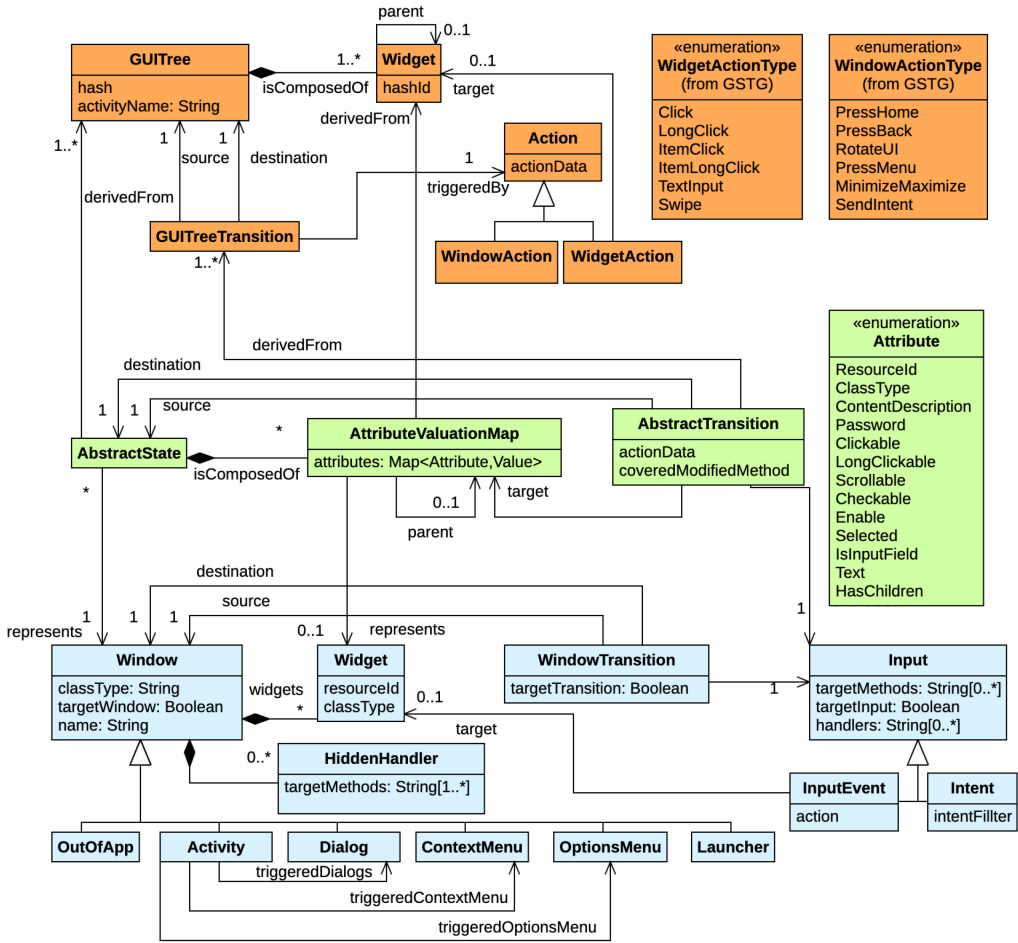 parent
0..1
GUITree
hash
activityName: String
1..*
isComposedOf
Widget
hashId
0..1
target
derivedFrom
«enumeration»
WidgetActionType
(from GSTG)
Click
LongClick
ItemClick
ItemLongClick
TextInput
Swipe
«enumeration»
WindowActionType
(from GSTG)
PressHome
PressBack
RotateUI
PressMenu
MinimizeMaximize
SendIntent
Action
actionData
1..*
1
source
1
destination
1
triggeredBy
derivedFrom
GUITreeTransition
1..*
WindowAction
WidgetAction
derivedFrom
destination
1
1
source
*
«enumeration»
Attribute
ResourceId
ClassType
ContentDescription
Password
Clickable
LongClickable
Scrollable
Checkable
Enable
Selected
IsInputField
Text
HasChildren
AbstractState
isComposedOf
AttributeValuationMap
attributes: Map<Attribute,Value>
AbstractTransition
actionData
coveredModifiedMethod
*
0..1
target
parent
destination
source
1
1
1
represents
0..1
represents
1
Window
classType: String
targetWindow: Boolean
name: String
widgets
*
Widget
resourceId
classType
0..1
target
WindowTransition
targetTransition: Boolean
1
Input
targetMethods: String[0..*]
targetInput: Boolean
handlers: String[0..*]
0..*
HiddenHandler
targetMethods: String[1..*]
InputEvent
action
Intent
intentFillter
OutOfApp
Activity
Dialog
ContextMenu
OptionsMenu
Launcher
triggeredDialogs
triggeredContextMenu
triggeredOptionsMenu